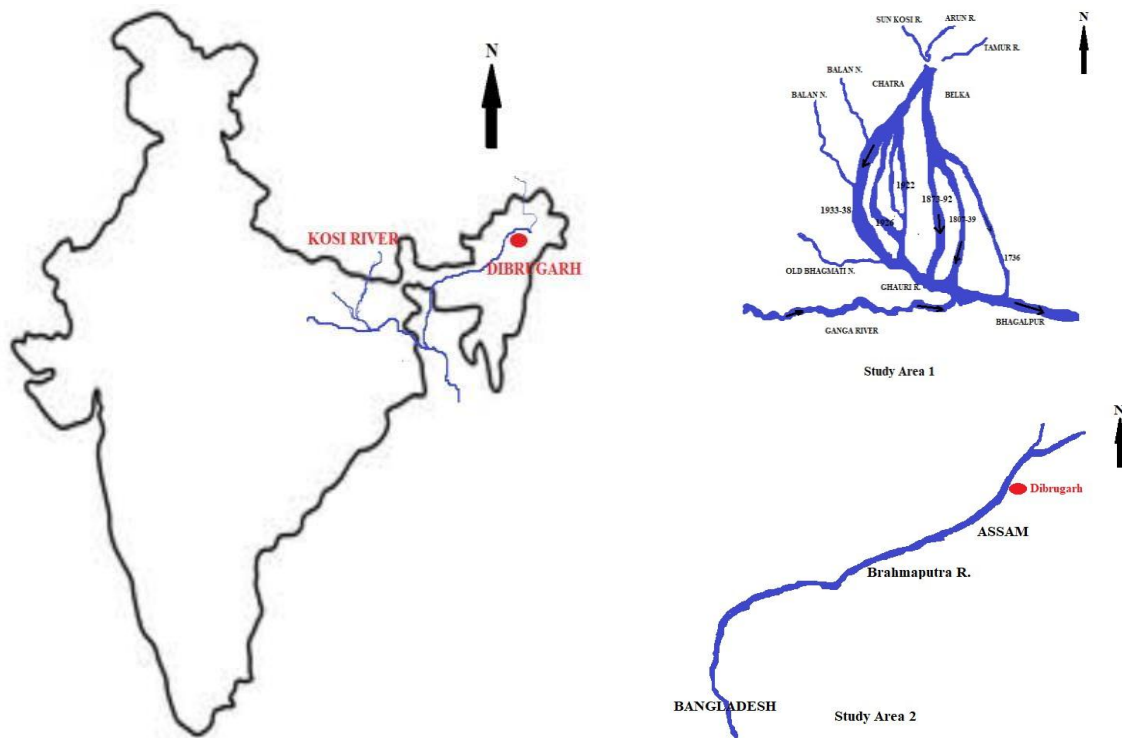 N
KOSI RIVER
DIBRUGARH
SUN KOSI R.
ARUN R.
N
TAMUR R.
BALAN N.
CHATRA
BELKA
BALAN N.
1922
1933-38
1926
1873-92
1807-39
OLD BHAGMATI N.
1736
GHAURI R.
GANGA RIVER
BHAGALPUR
Study Area 1
N
Dibrugarh
ASSAM
Brahmaputra R.
BANGLADESH
Study Area 2